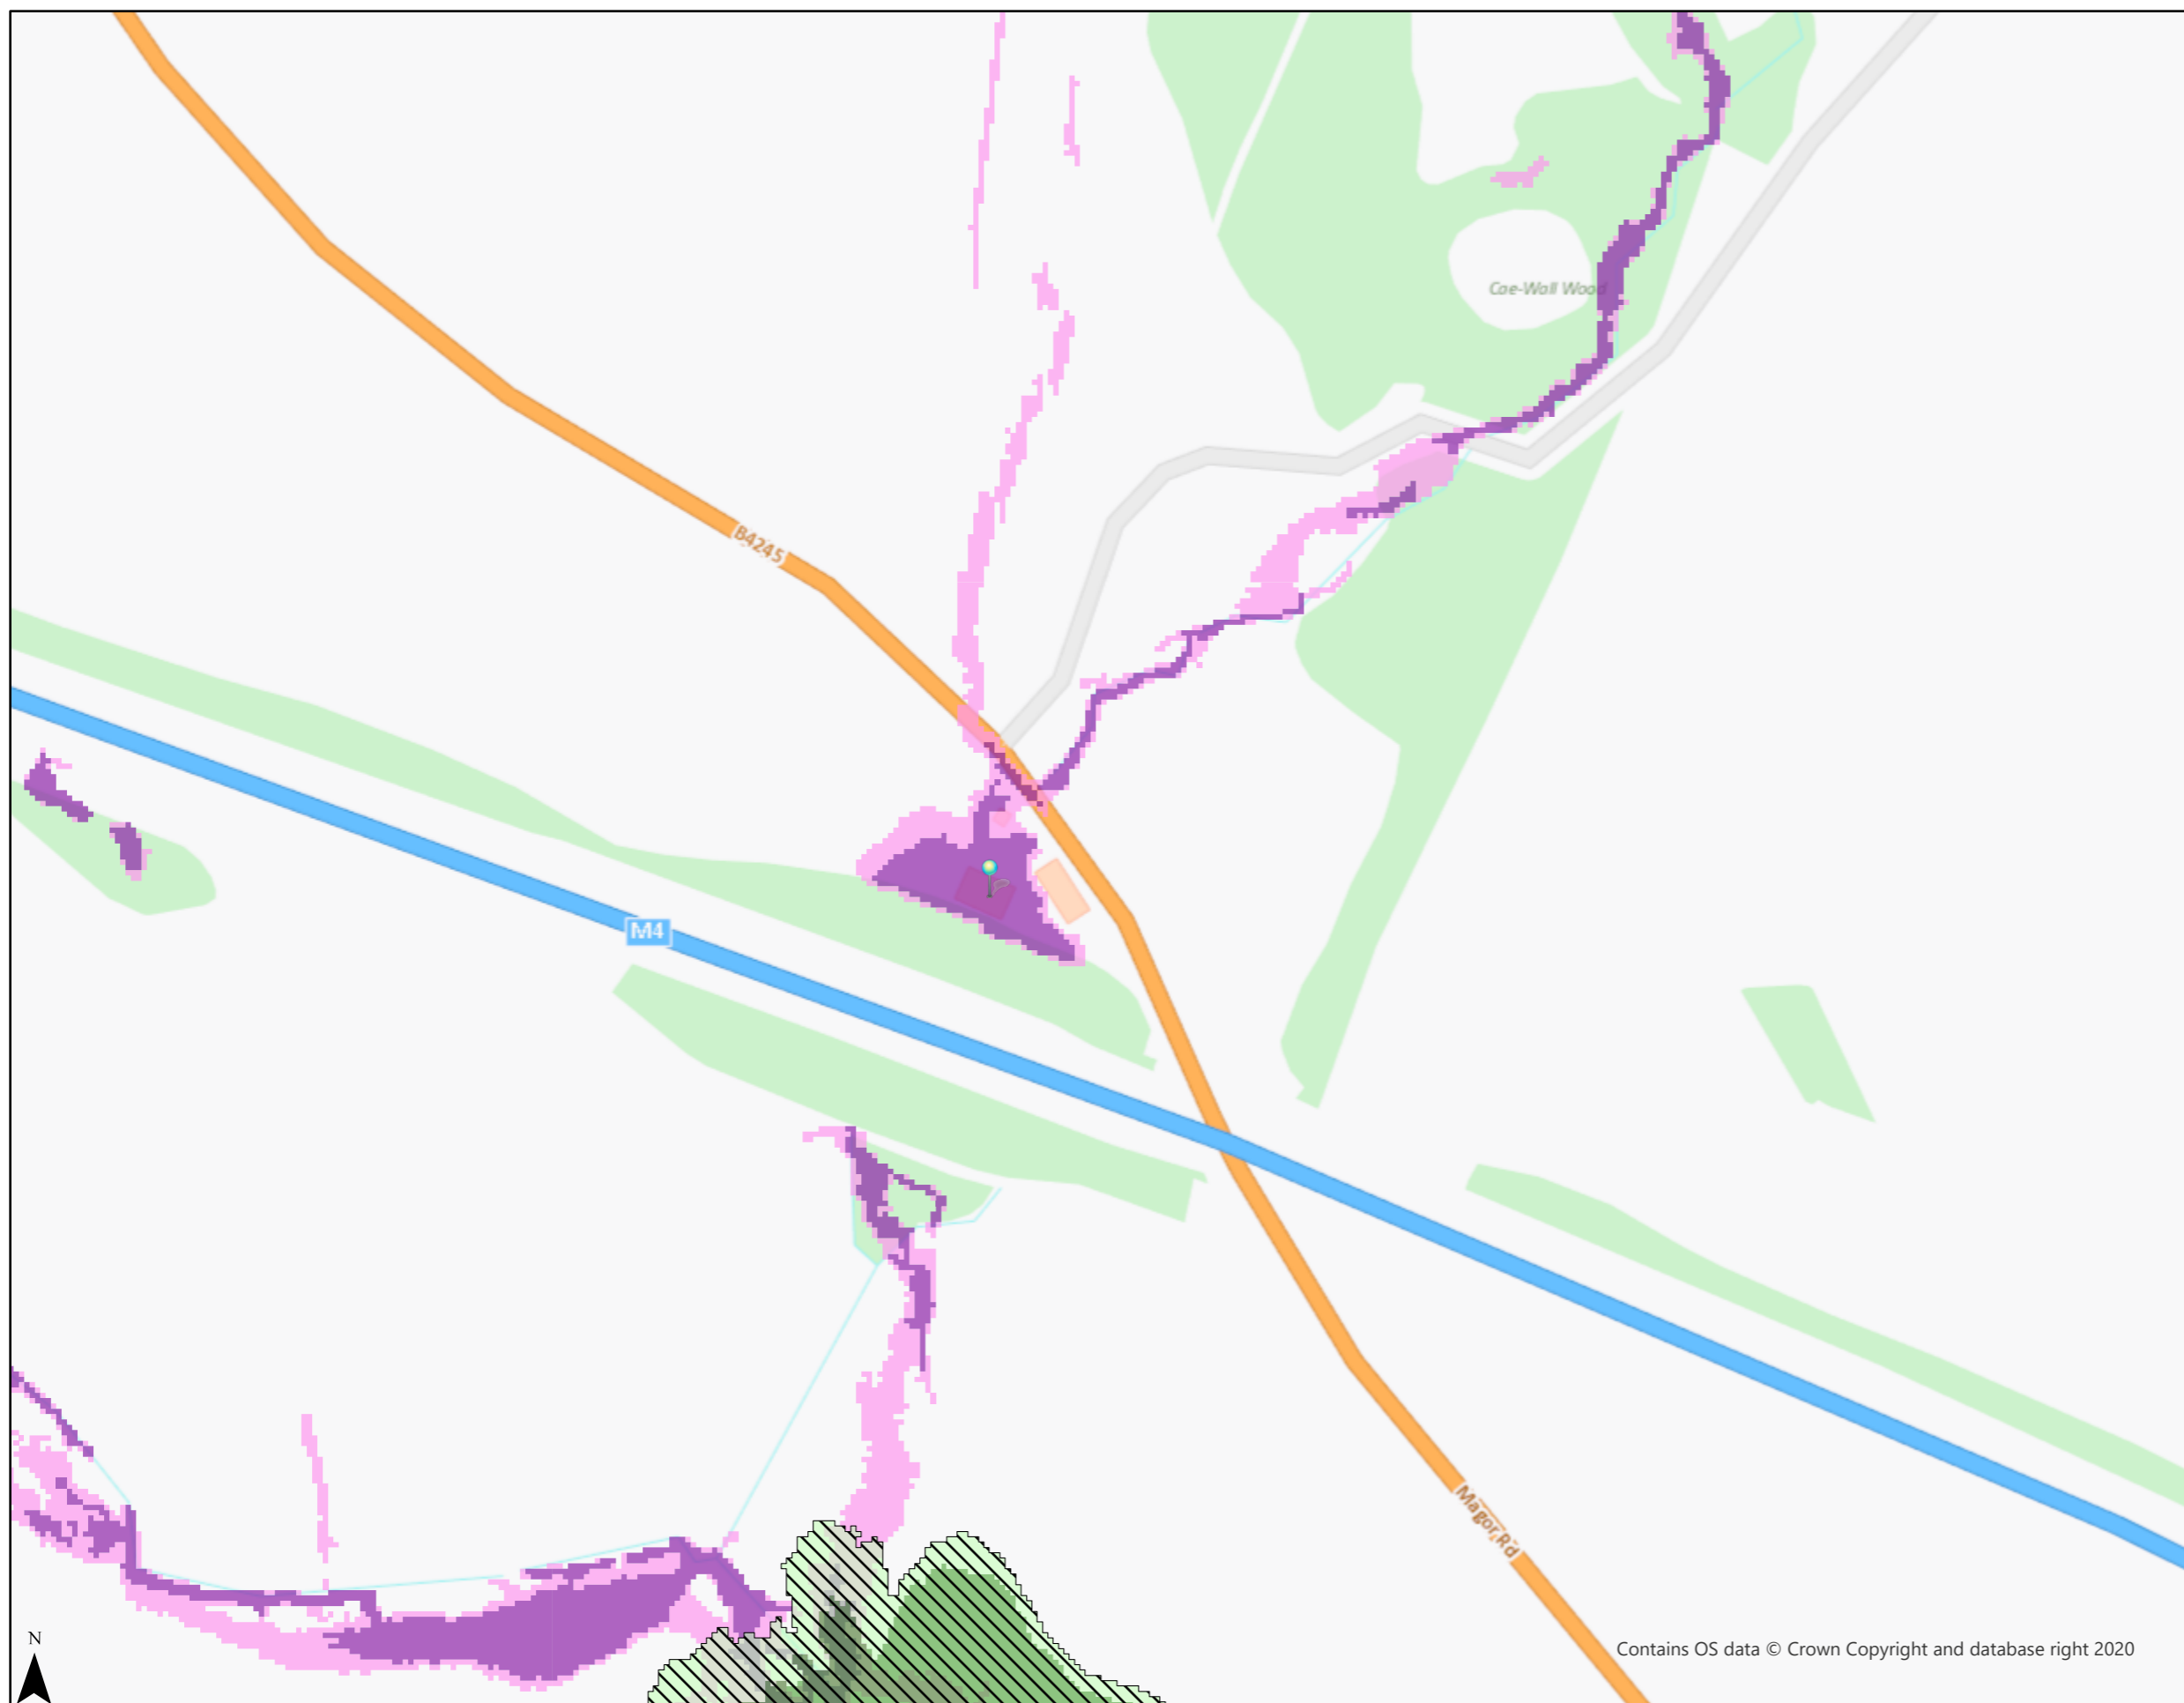 Cae-Wall Wood
B4245
M4
Magor Rd
N
Contains OS data © Crown Copyright and database right 2020